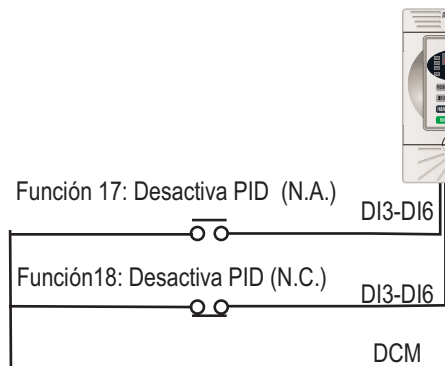 Función 17: Desactiva PID (N.A.)
DI3-DI6
Función18: Desactiva PID (N.C.)
DI3-DI6
DCM